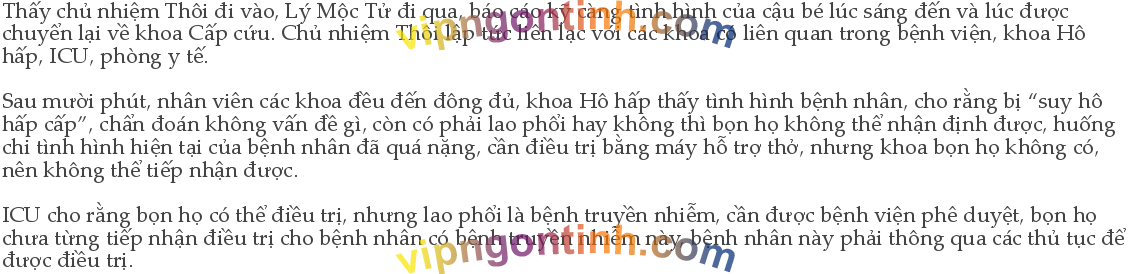 Thấy chủ nhiệm Thôi đi vào, Lý Mộc Tử đi qua, báo cáo kỹ càng tình hình của cậu bé lúc sáng đến và lúc được
chuyển lại về khoa Cấp cứu. Chủ nhiệm Thôi lập tức liên lạc với các khoa có liên quan trong bệnh viện, khoa Hô
hấp, ICU, phòng y tế.
Sau mười phút, nhân viên các khoa đều đến đông đủ, khoa Hô hấp thấy tình hình bệnh nhân, cho rằng bị “suy hô
hấp cấp”, chẩn đoán không vấn đề gì, còn có phải lao phổi hay không thì bọn họ không thể nhận định được, huống
chi tình hình hiện tại của bệnh nhân đã quá nặng, cần điều trị bằng máy hỗ trợ thở, nhưng khoa bọn họ không có,
nên không thể tiếp nhận được.
ICU cho rằng bọn họ có thể điều trị, nhưng lao phổi là bệnh truyền nhiễm, cần được bệnh viện phê duyệt, bọn họ
chưa từng tiếp nhận điều trị cho bệnh nhân có bệnh truyền nhiễm này, bệnh nhân này phải thông qua các thủ tục để
được điều trị.
vipngontinh.com
vipngontinh.com